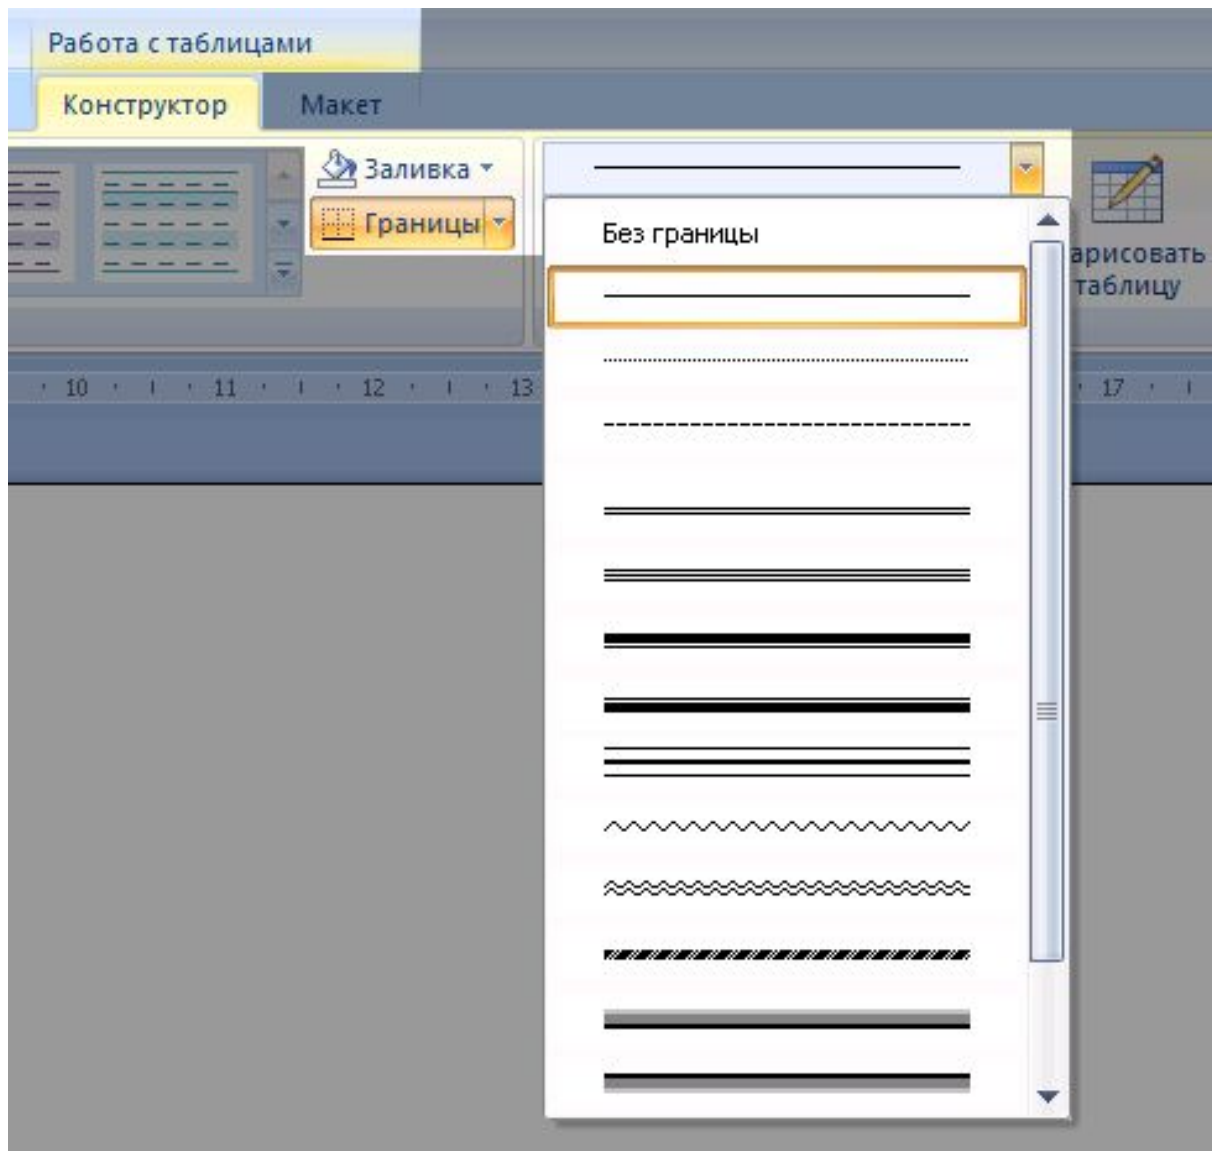 Работа с таблицами
Конструктор Макет
Заливка
Границы
Без границы
арисовать
таблицу
10 11 12 13 17